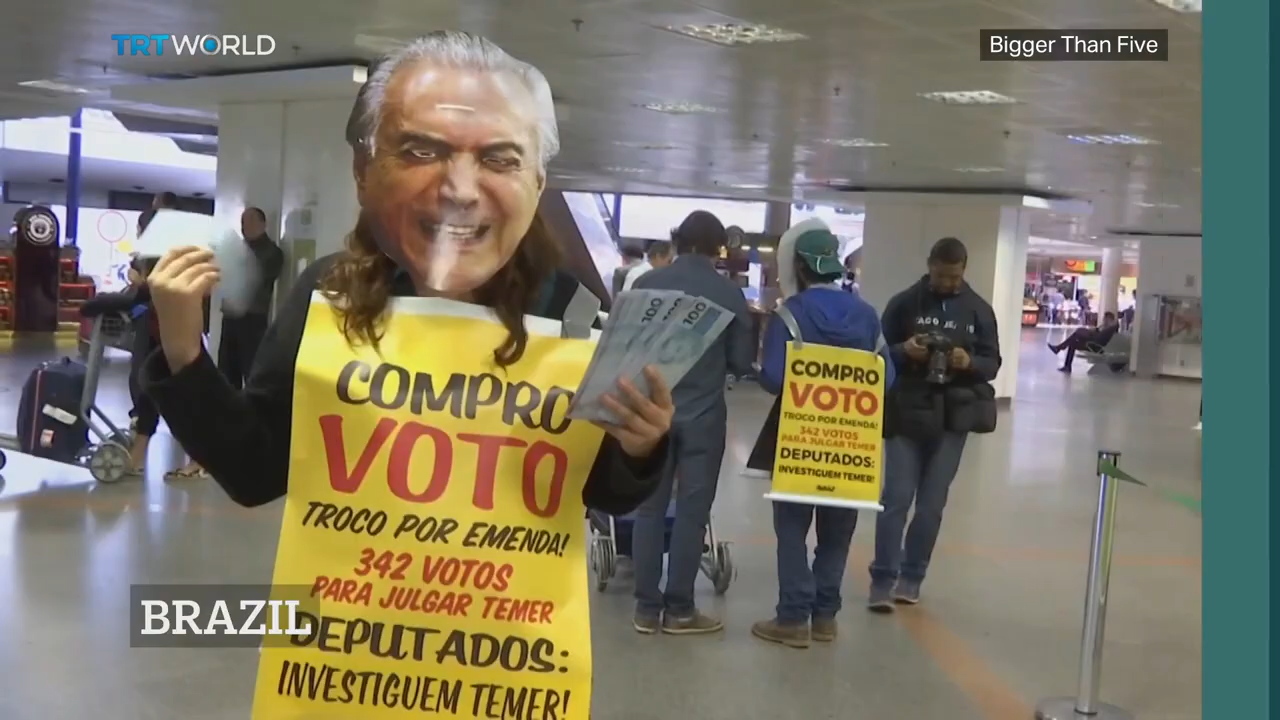 TRTWORLD
Bigger Than Five
100
100
COMPRO
VOTO
TROCO POR EMENDA!
342 VOTOS
PARA JULGAR TEMER
DEPUTADOS:
INVESTIGUEM TEMER!
COMPRO
VOTO
TROCO POR EMENDA!
342 VOTOS
PARA JULGAR TEMER
DEPUTADOS:
INVESTIGUEM TEMER!
BRAZIL